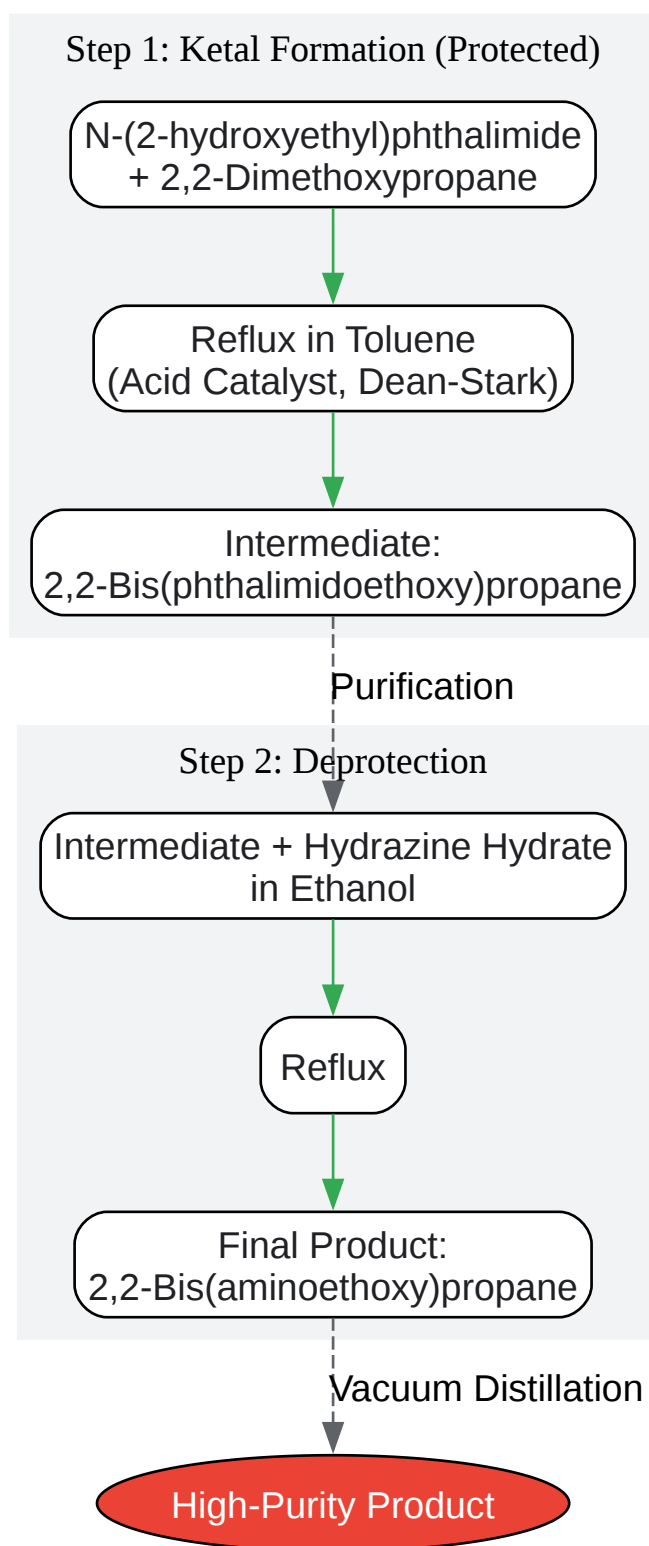 Step 1: Ketal Formation (Protected)
N-(2-hydroxyethyl)phthalimide
+ 2,2-Dimethoxypropane
Reflux in Toluene
(Acid Catalyst, Dean-Stark)
Intermediate:
2,2-Bis(phthalimidoethoxy)propane
Purification
Step 2: Deprotection
Intermediate + Hydrazine Hydrate
in Ethanol
Reflux
Final Product:
2,2-Bis(aminoethoxy)propane
Vacuum Distillation
High-Purity Product